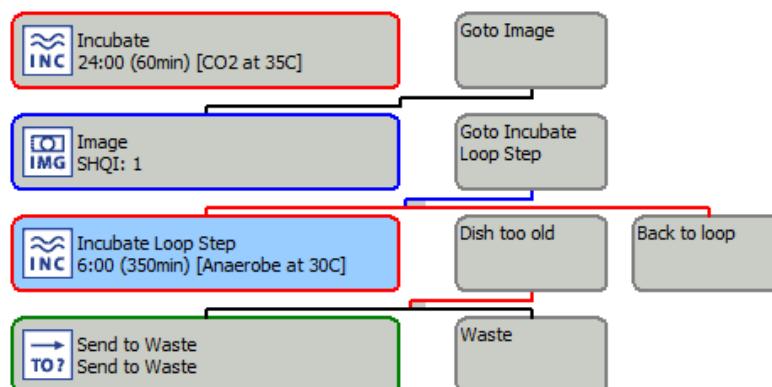 INC
Incubate
24:00 (60min) [CO2 at 35C]
Goto Image
IMG
Image
SHQI: 1
Goto Incubate
Loop Step
INC
Incubate Loop Step
6:00 (350min) [Anaerobe at 30C]
Dish too old
Back to loop
TO?
Send to Waste
Send to Waste
Waste